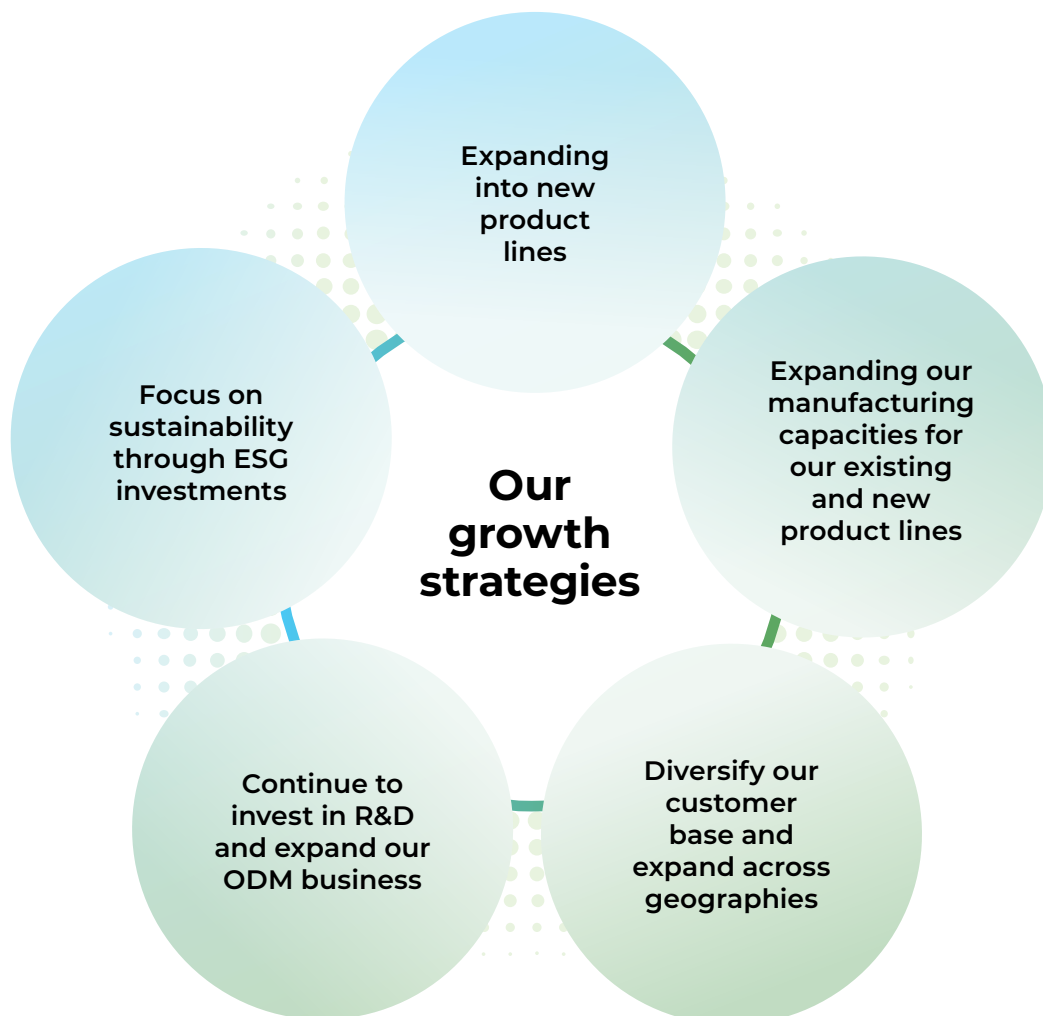 Our
growth
strategies
Expanding
into new
product
lines
Expanding our
manufacturing
capacities for
our existing
and new
product lines
Diversify our
customer
base and
expand across
geographies
Continue to
invest in R&D
and expand our
ODM business
Focus on
sustainability
through ESG
investments